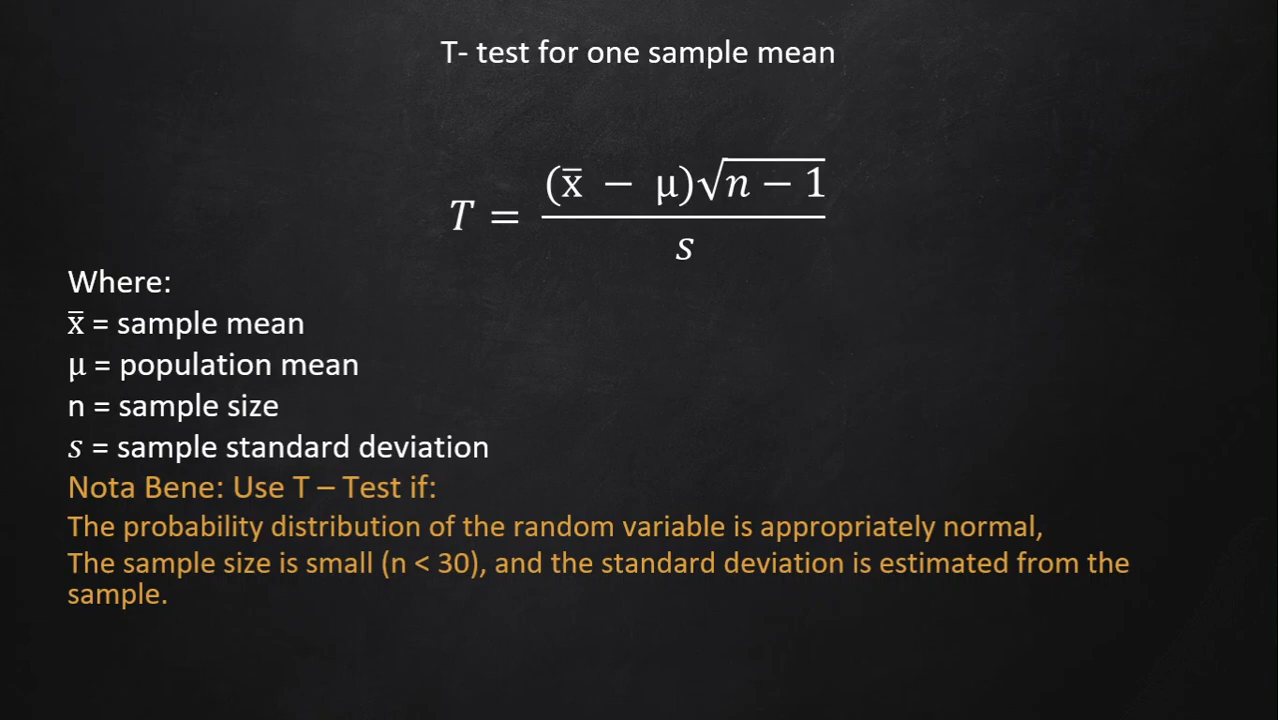 T- test for one sample mean
T = (x̅ − μ)√n − 1 / s
Where:
x̅ = sample mean
μ = population mean
n = sample size
s = sample standard deviation
Nota Bene: Use T – Test if:
The probability distribution of the random variable is appropriately normal,
The sample size is small (n < 30), and the standard deviation is estimated from the
sample.